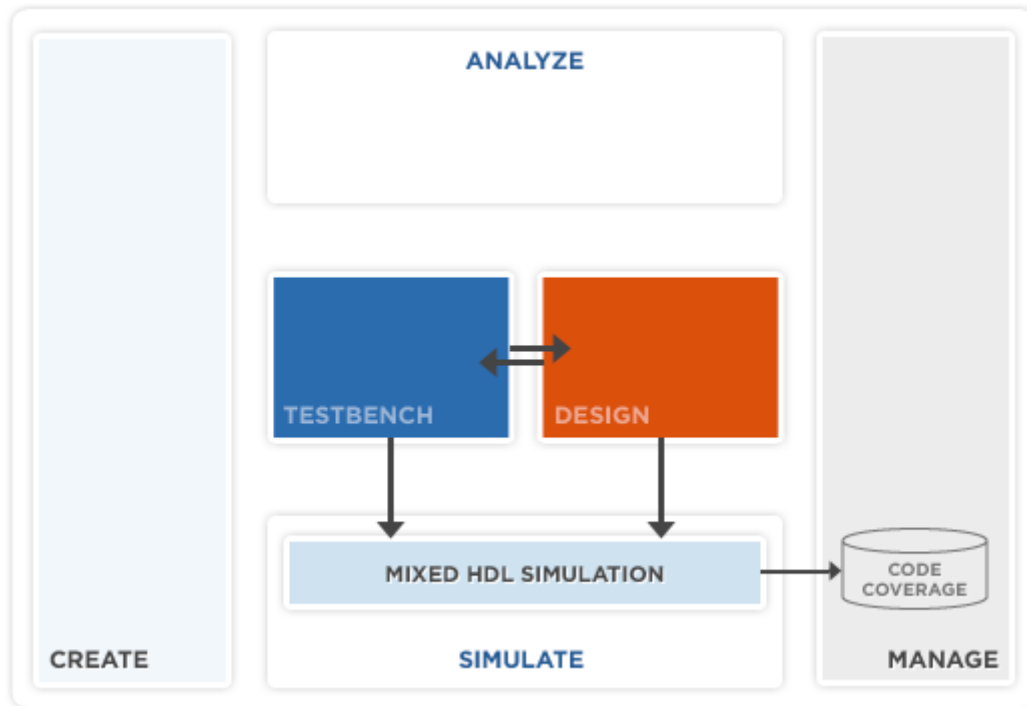 ANALYZE
TESTBENCH
DESIGN
MIXED HDL SIMULATION
CODE
COVERAGE
CREATE
SIMULATE
MANAGE